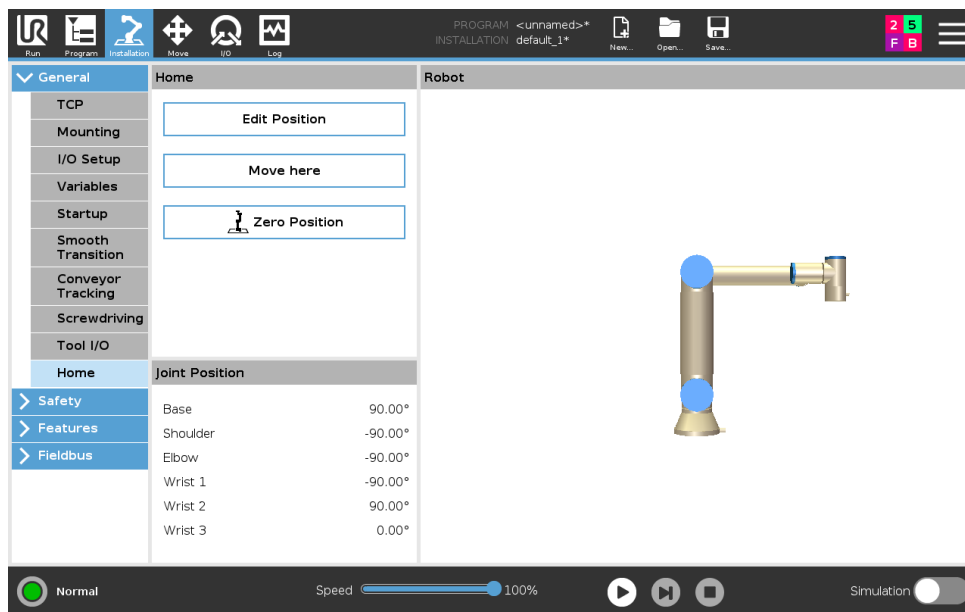 UR
Run
Program
Installation
Move
I/O
Log
PROGRAM <unnamed>*
INSTALLATION default_1*
New...
Open...
Save...
2 5
F B
General
TCP
Mounting
I/O Setup
Variables
Startup
Smooth
Transition
Conveyor
Tracking
Screwdriving
Tool I/O
Home
Safety
Features
Fieldbus
Home
Edit Position
Move here
Zero Position
Joint Position
Base 90.00°
Shoulder -90.00°
Elbow -90.00°
Wrist 1 -90.00°
Wrist 2 90.00°
Wrist 3 0.00°
Robot
Normal
Speed 100%
Simulation